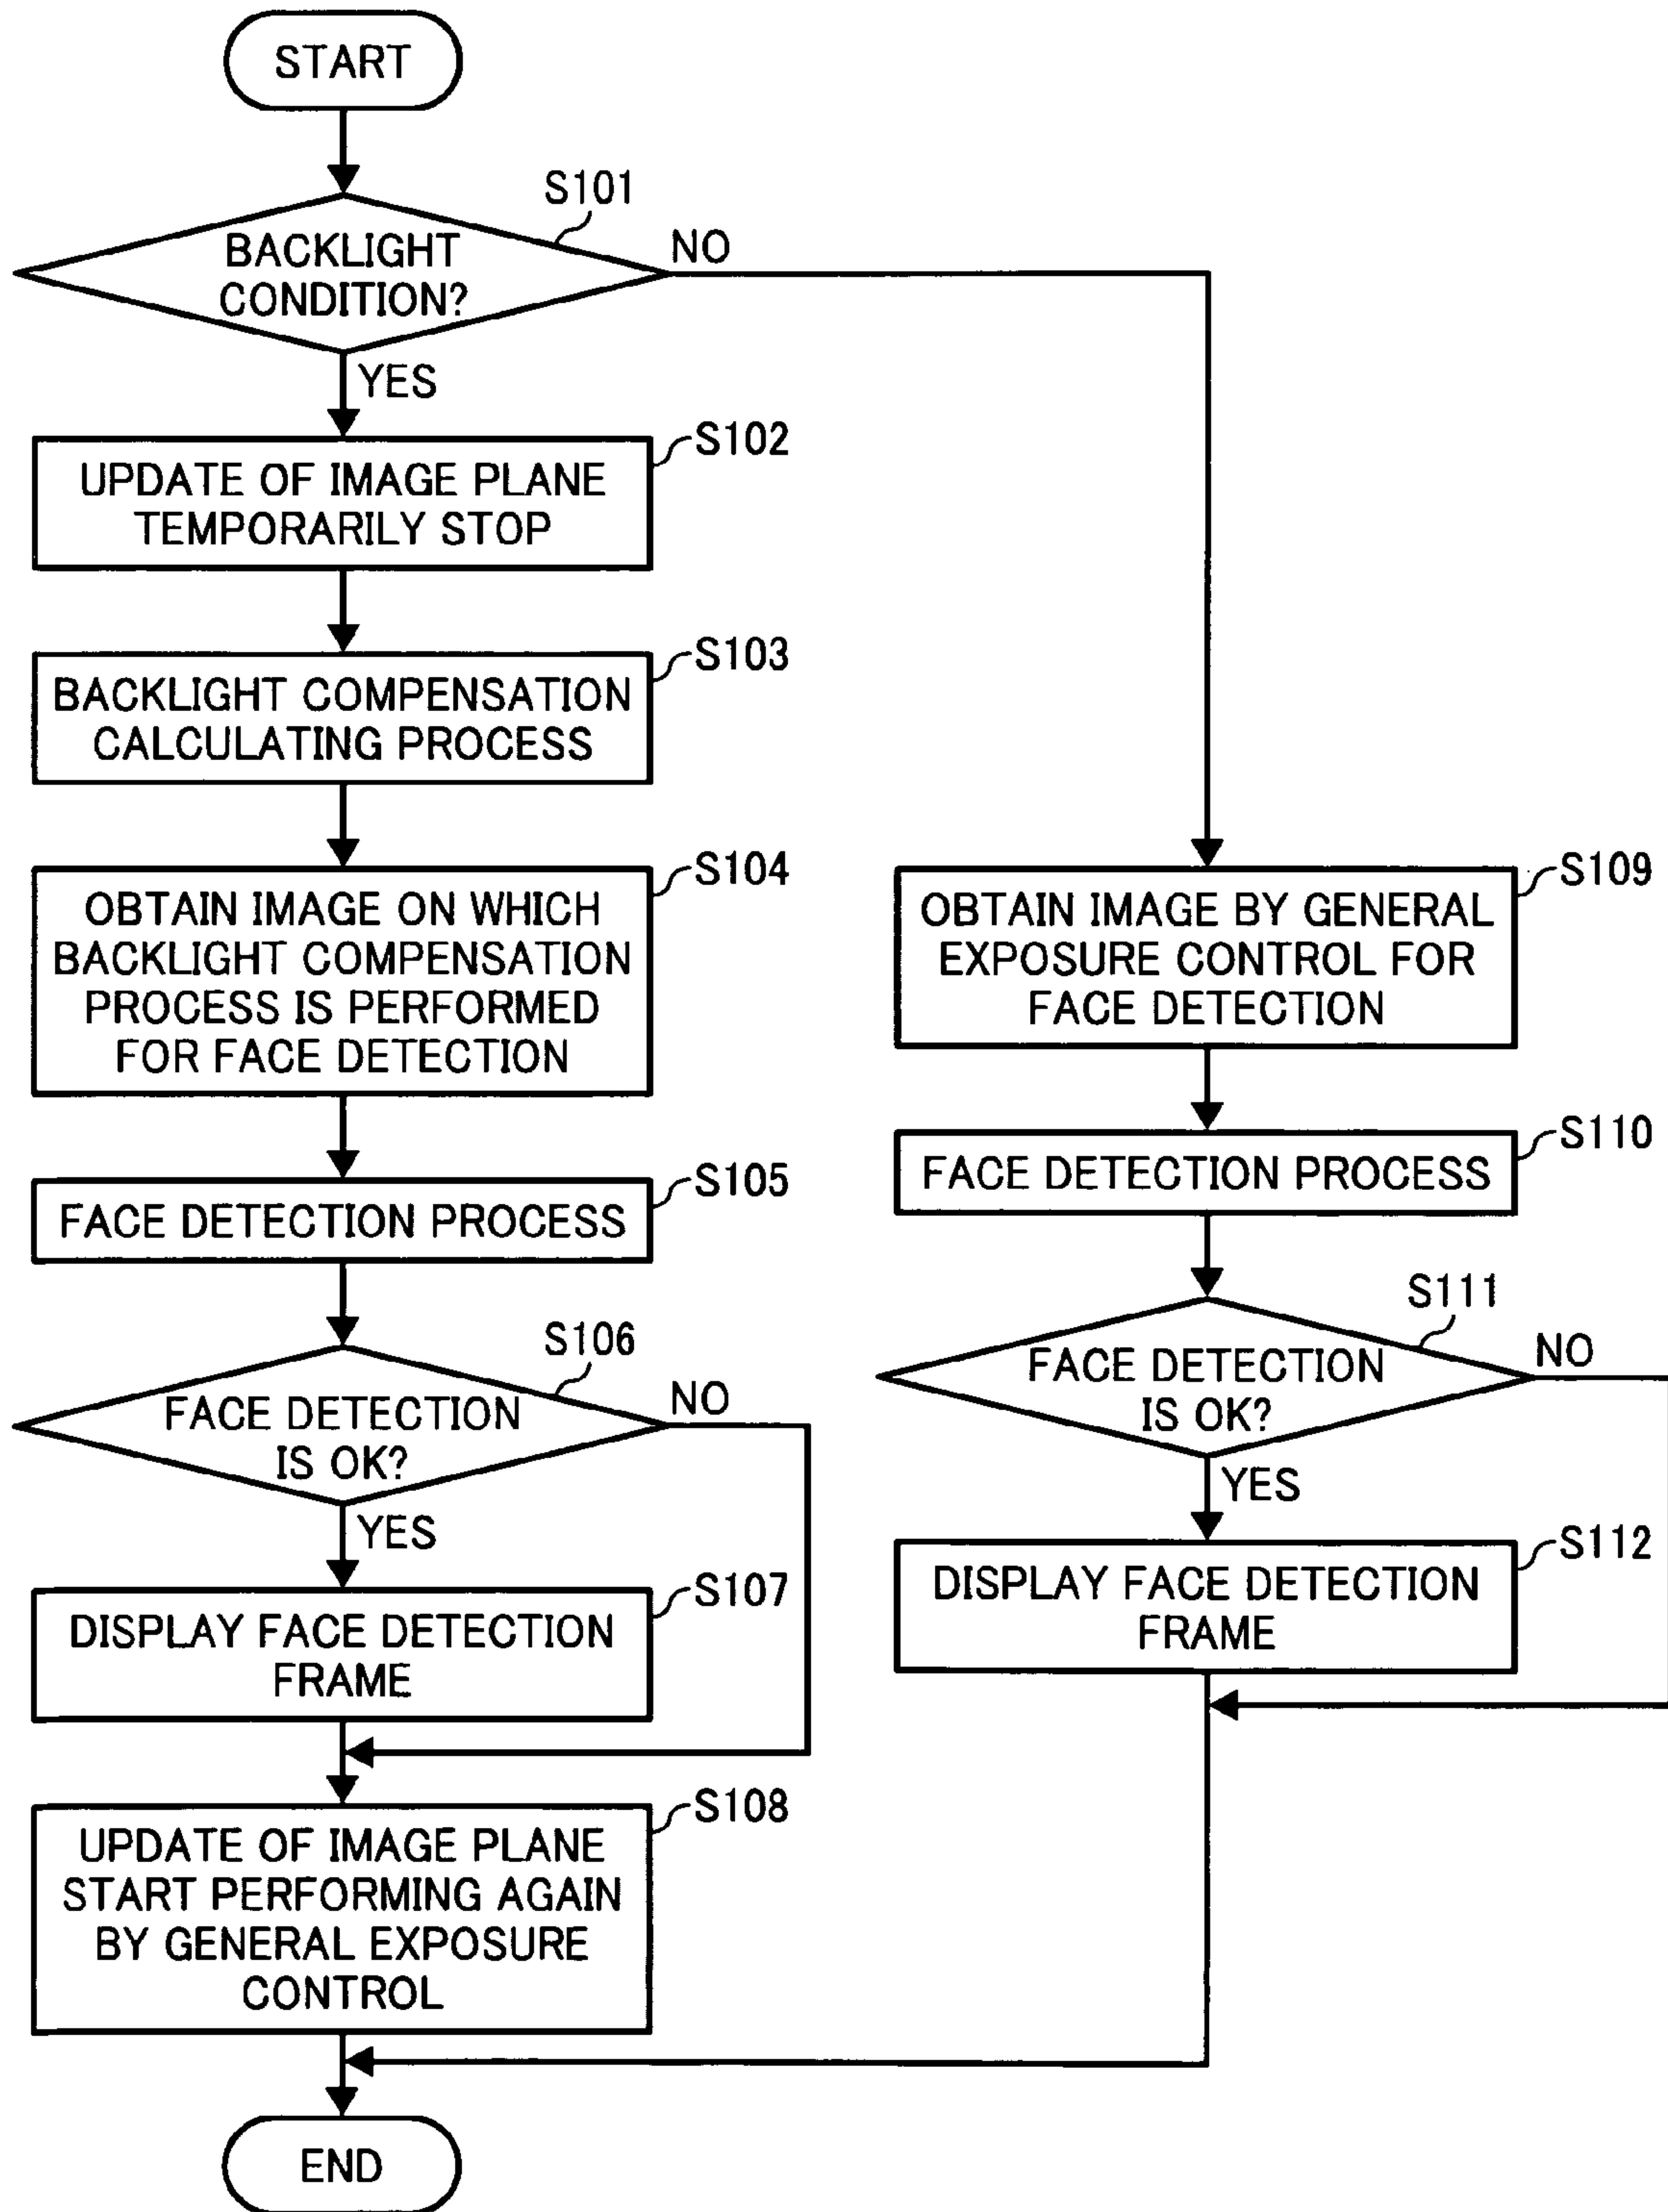 START
S101
BACKLIGHT
CONDITION?
NO
YES
S102
UPDATE OF IMAGE PLANE
TEMPORARILY STOP
S103
BACKLIGHT COMPENSATION
CALCULATING PROCESS
S104
OBTAIN IMAGE ON WHICH
BACKLIGHT COMPENSATION
PROCESS IS PERFORMED
FOR FACE DETECTION
S105
FACE DETECTION PROCESS
S106
FACE DETECTION
IS OK?
NO
YES
S107
DISPLAY FACE DETECTION
FRAME
S108
UPDATE OF IMAGE PLANE
START PERFORMING AGAIN
BY GENERAL EXPOSURE
CONTROL
S109
OBTAIN IMAGE BY GENERAL
EXPOSURE CONTROL FOR
FACE DETECTION
S110
FACE DETECTION PROCESS
S111
FACE DETECTION
IS OK?
NO
YES
S112
DISPLAY FACE DETECTION
FRAME
END